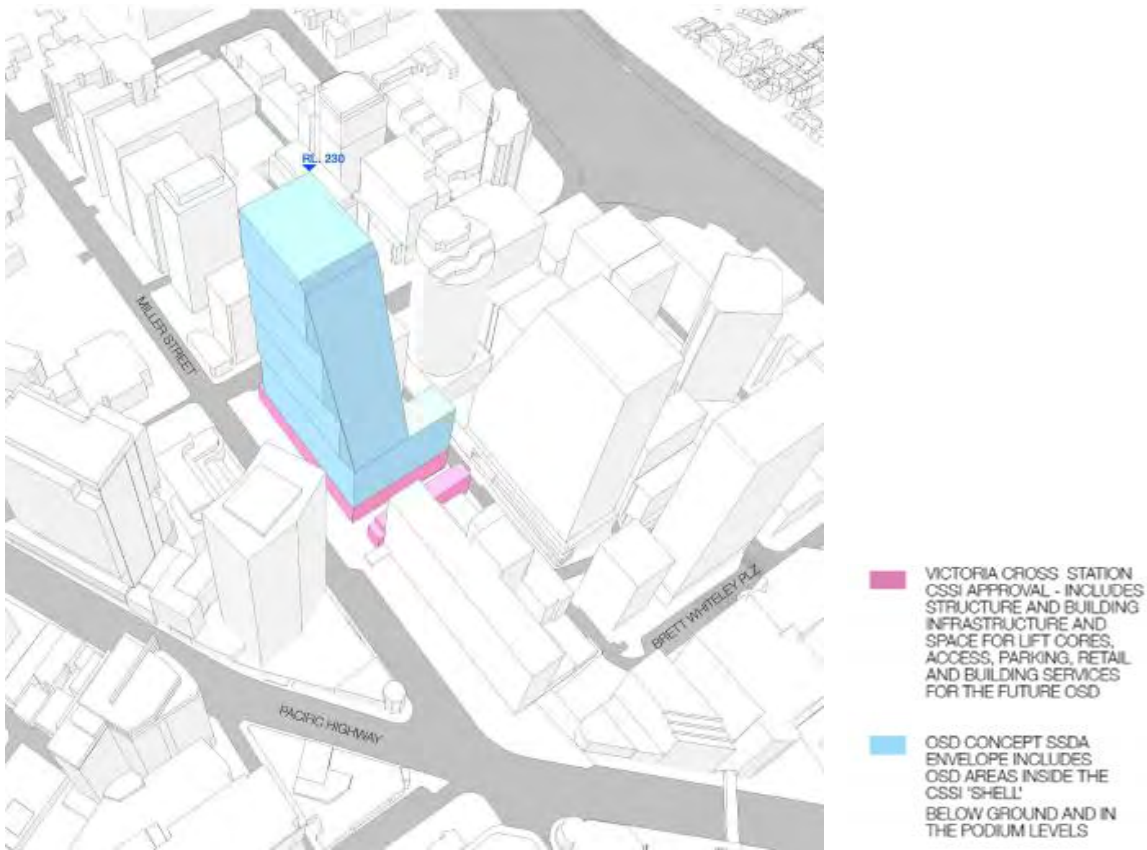 RL. 230
MILLER STREET
BRETT WHITELEY PLZ
PACIFIC HIGHWAY
VICTORIA CROSS STATION
CSSI APPROVAL - INCLUDES
STRUCTURE AND BUILDING
INFRASTRUCTURE AND
SPACE FOR LIFT CORES,
ACCESS, PARKING, RETAIL
AND BUILDING SERVICES
FOR THE FUTURE OSD
OSD CONCEPT SSDA
ENVELOPE INCLUDES
OSD AREAS INSIDE THE
CSSI 'SHELL'
BELOW GROUND AND IN
THE PODIUM LEVELS